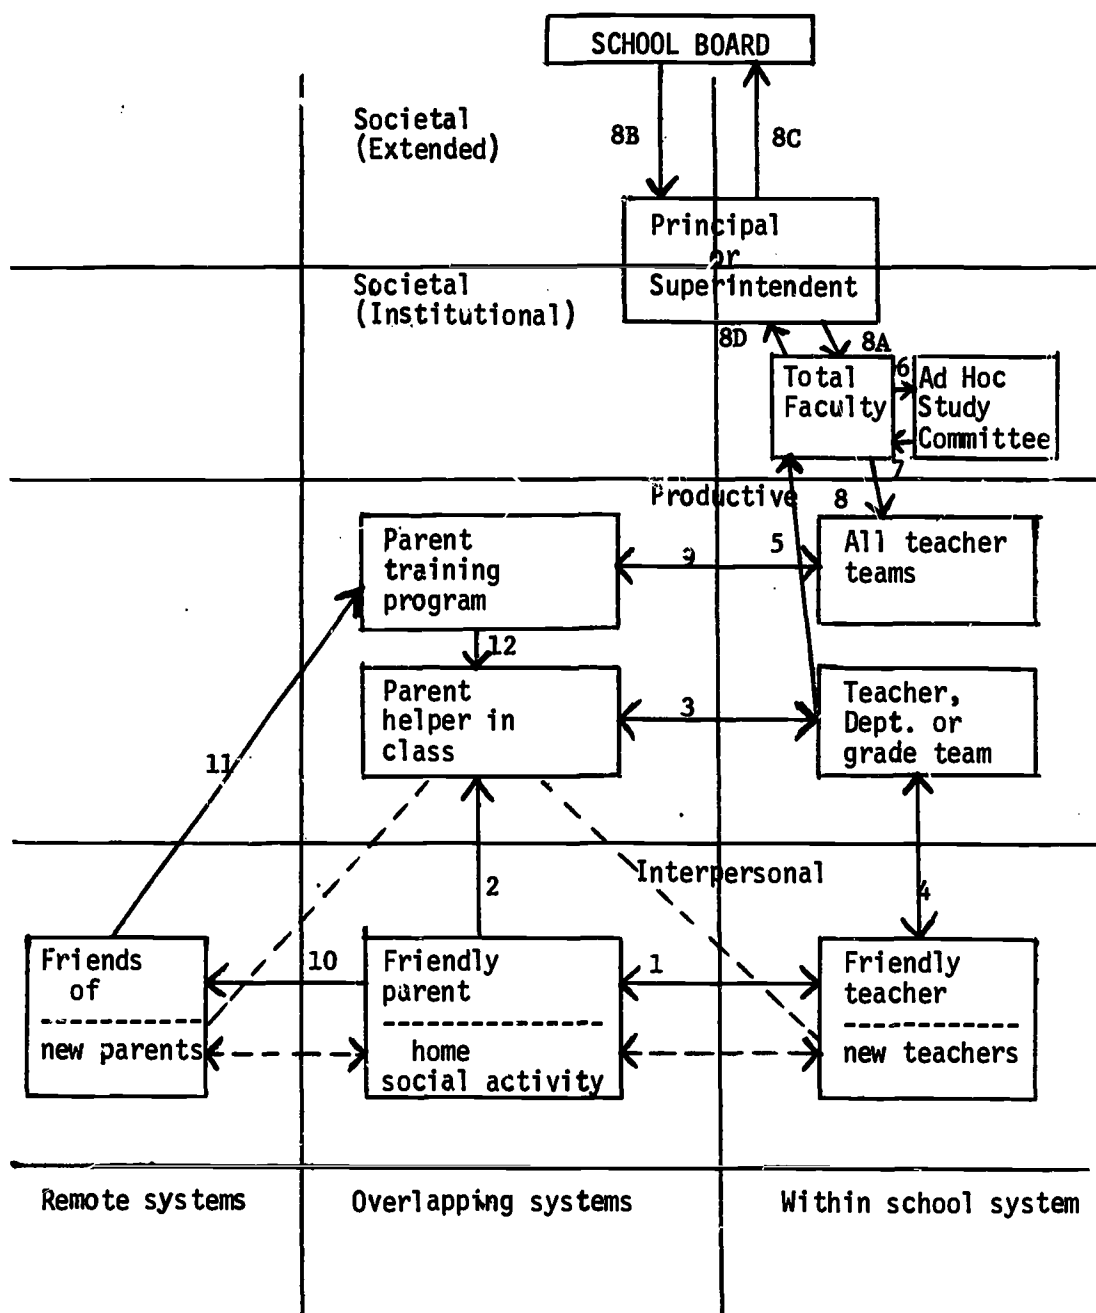 SCHOOL BOARD
Societal
(Extended)
8B
8C
Principal
or
Superintendent
Societal
(Institutional)
8D
8A
Total
Faculty
6
Ad Hoc
Study
Committee
7
Productive
8
Parent
training
program
9
5
All teacher
teams
12
Parent
helper in
class
3
Teacher,
Dept. or
grade team
11
Interpersonal
2
4
Friends
of
new parents
10
Friendly
parent
home
social activity
1
Friendly
teacher
new teachers
Remote systems
Overlapping systems
Within school system